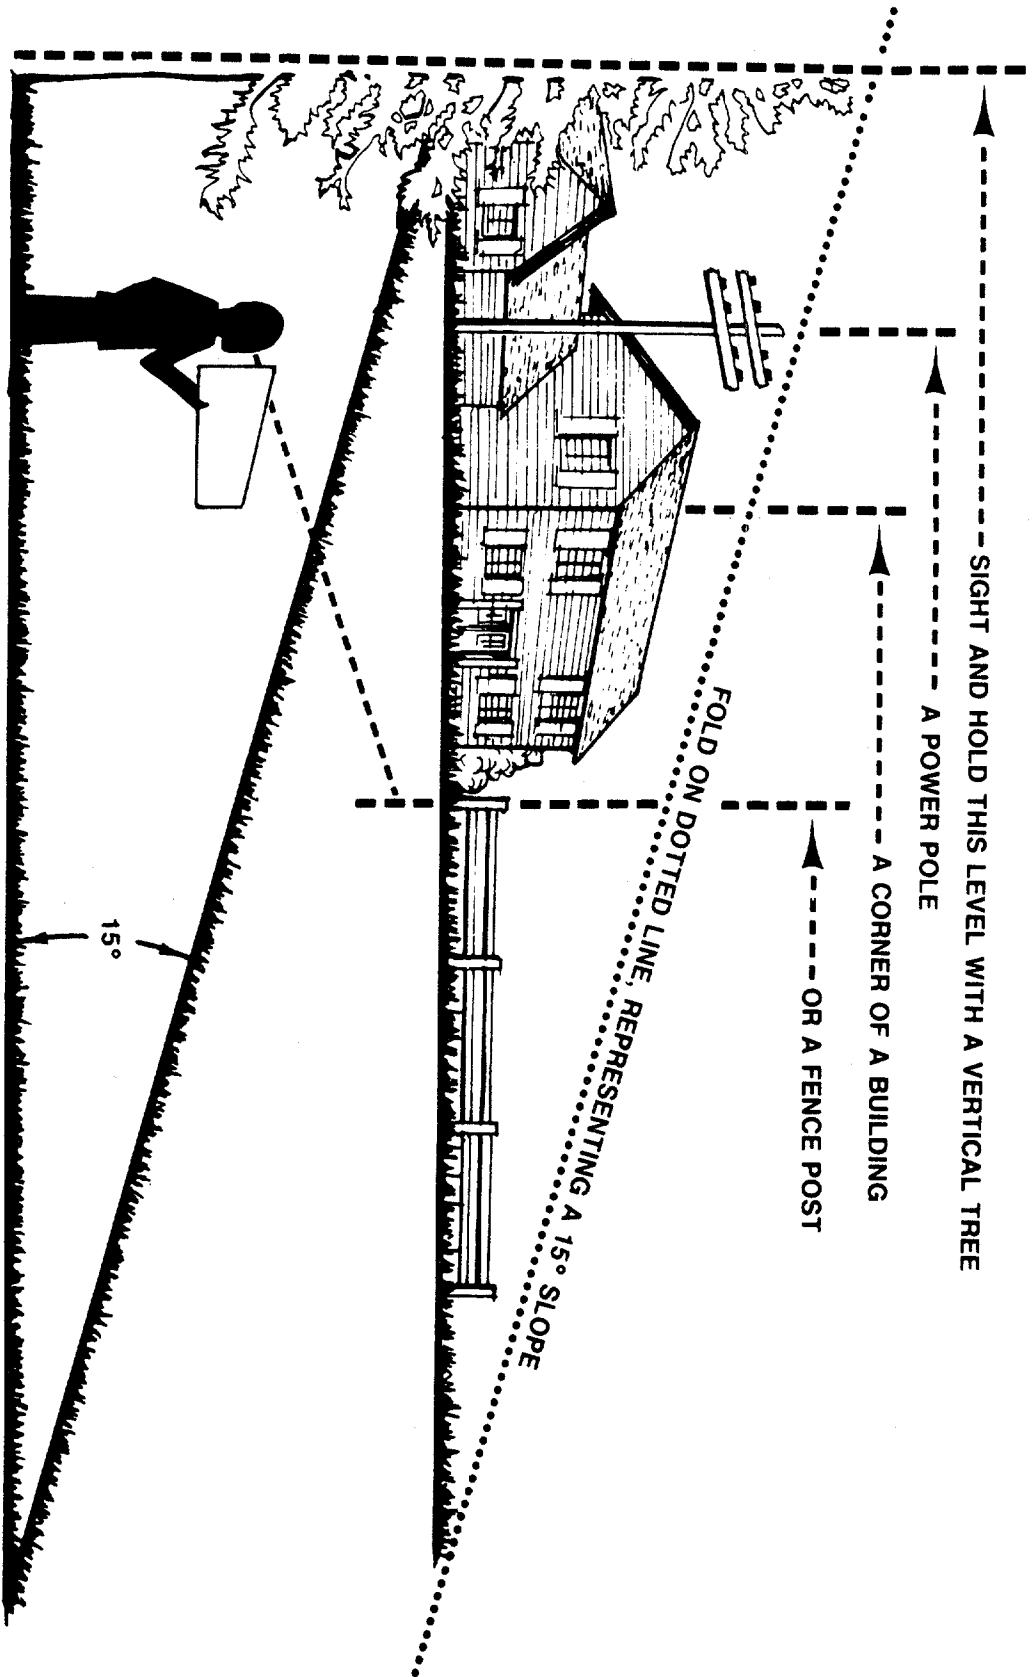 SIGHT AND HOLD THIS LEVEL WITH A VERTICAL TREE
A POWER POLE
A CORNER OF A BUILDING
OR A FENCE POST
FOLD ON DOTTED LINE, REPRESENTING A 15° SLOPE
15°